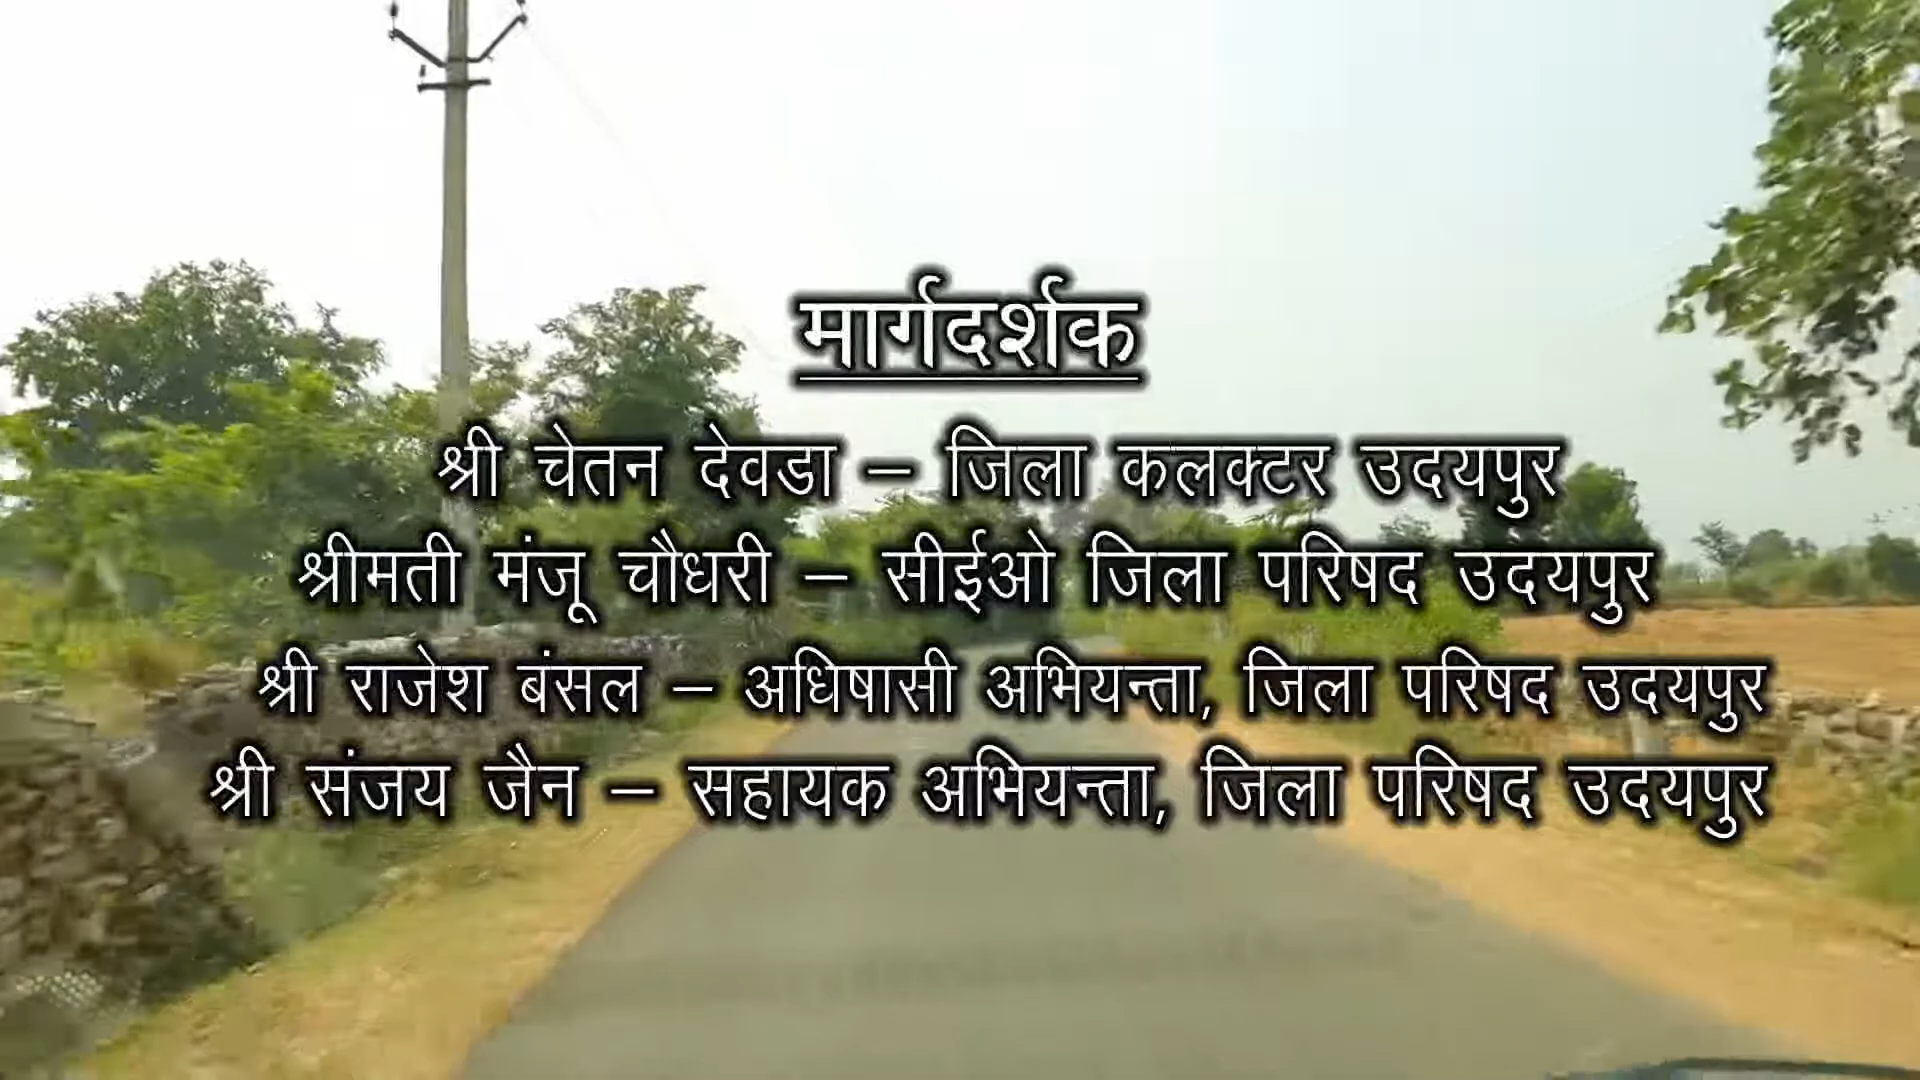 मार्गदर्शक
श्री चेतन देवडा – जिला कलक्टर उदयपुर
श्रीमती मंजू चौधरी – सीईओ जिला परिषद उदयपुर
श्री राजेश बंसल – अधिषासी अभियन्ता, जिला परिषद उदयपुर
श्री संजय जैन – सहायक अभियन्ता, जिला परिषद उदयपुर